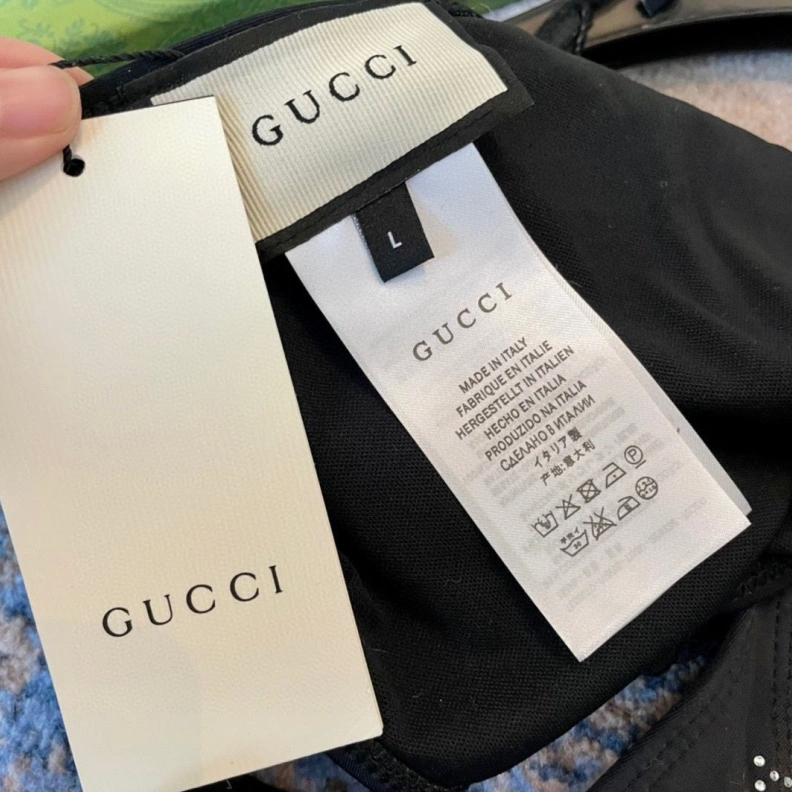 GUCCI
L
GUCCI
MADE IN ITALY
FABRIQUE EN ITALIE
HERGESTELLT IN ITALIEN
HECHO EN ITALIA
PRODUZIDO NA ITALIA
СДЕЛАНО В ИТАЛИИ
イタリア製
产地:意大利
GUCCI